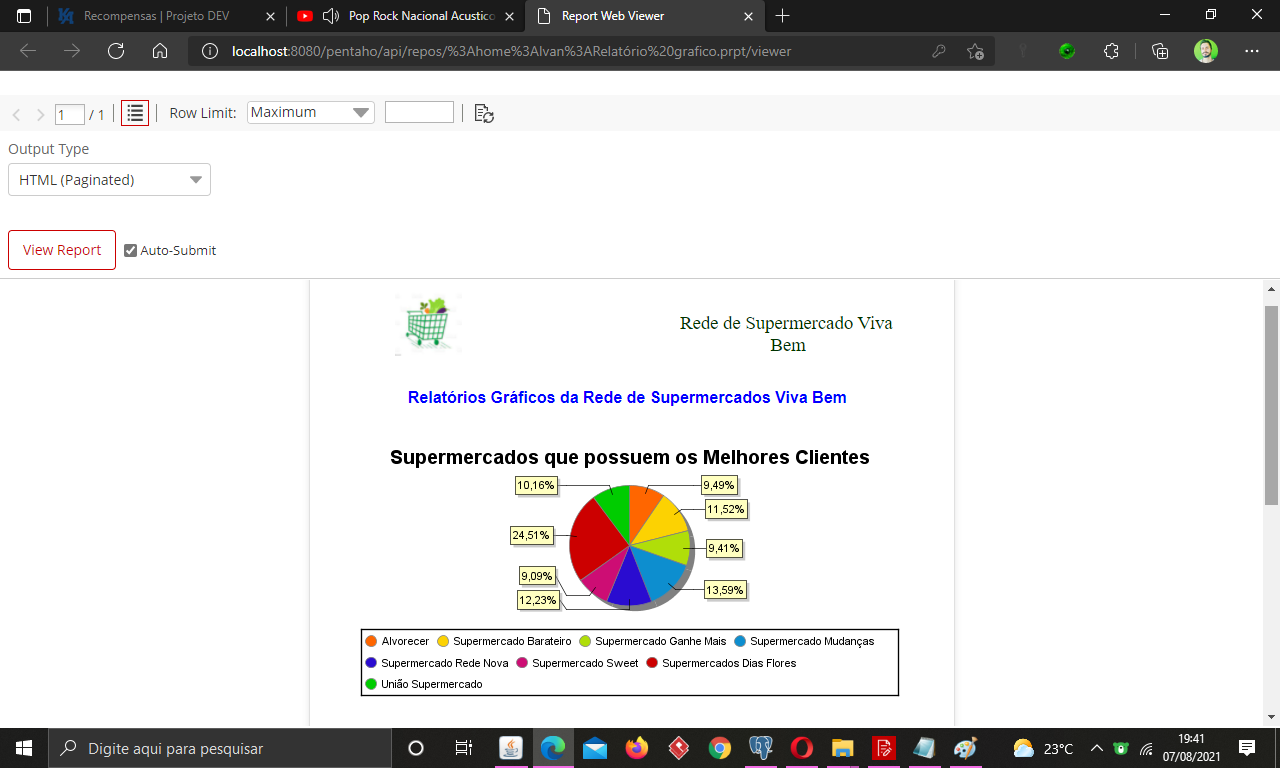 Recompensas | Projeto DEV
Pop Rock Nacional Acustico
Report Web Viewer
localhost:8080/pentaho/api/repos/%3Ahome%3AIvan%3ARelatório%20grafico.prpt/viewer
1 / 1 Row Limit: Maximum
Output Type
HTML (Paginated)
View Report Auto-Submit
Rede de Supermercado Viva
Bem
Relatórios Gráficos da Rede de Supermercados Viva Bem
Supermercados que possuem os Melhores Clientes
10,16% 9,49%
11,52%
24,51%
9,41%
9,09%
13,59%
12,23%
Alvorecer Supermercado Barateiro Supermercado Ganhe Mais Supermercado Mudanças
Supermercado Rede Nova Supermercado Sweet Supermercados Dias Flores
União Supermercado
Digite aqui para pesquisar
23°C
19:41
07/08/2021